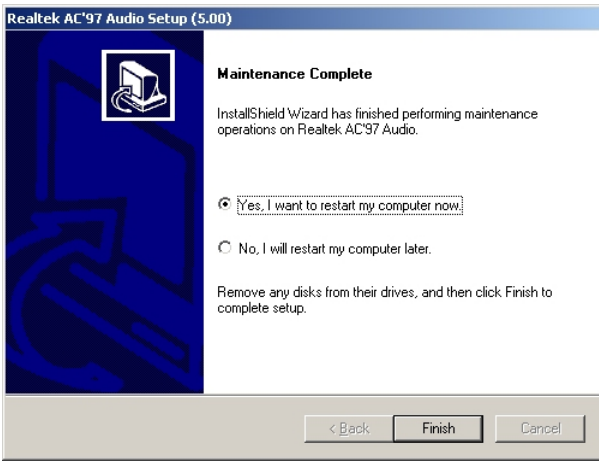 Realtek AC'97 Audio Setup (5.00)
Maintenance Complete
InstallShield Wizard has finished performing maintenance
operations on Realtek AC'97 Audio.
Yes, I want to restart my computer now.
No, I will restart my computer later.
Remove any disks from their drives, and then click Finish to
complete setup.
< Back Finish Cancel